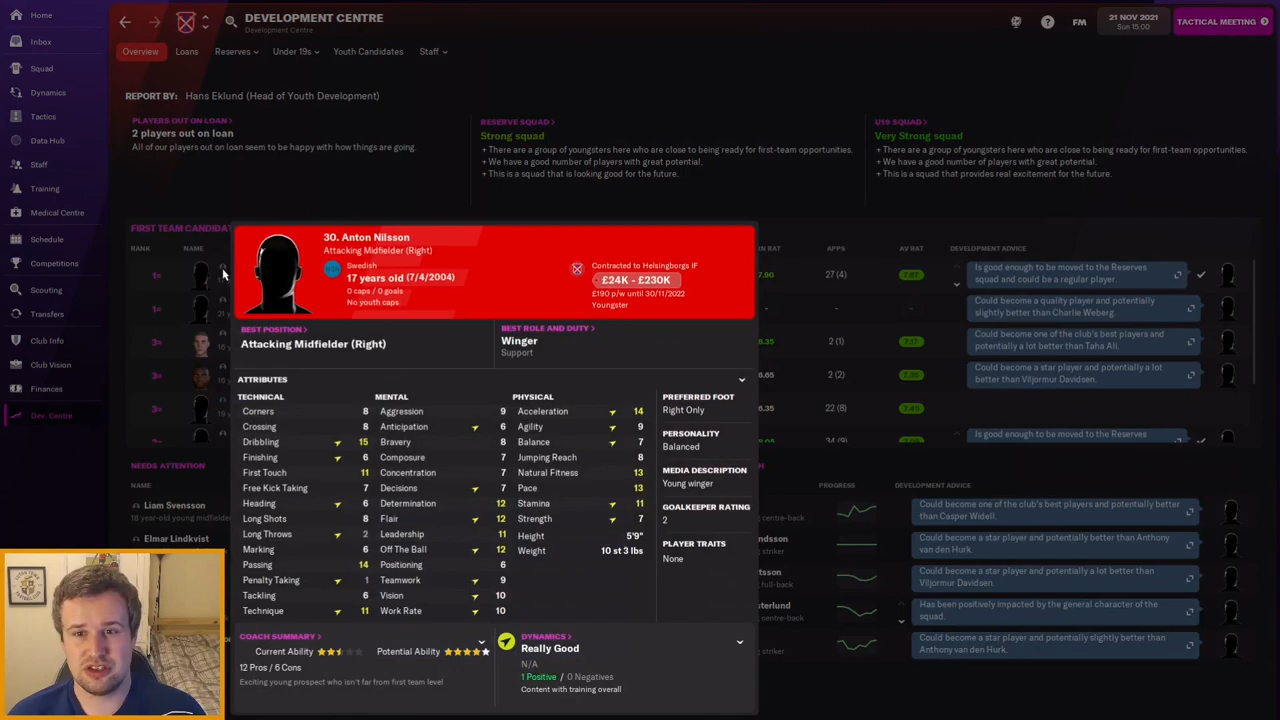 Home
Inbox
Squad
Dynamics
Tactics
Data Hub
Staff
Training
Medical Centre
Schedule
Competitions
Scouting
Transfers
Club Info
Club Vision
Finances
Dev. Centre
DEVELOPMENT CENTRE
Development Centre
FM
21 NOV 2021
Sun 15:00
TACTICAL MEETING
Overview
Loans
Reserves
Under 19s
Youth Candidates
Staff
REPORT BY: Hans Eklund (Head of Youth Development)
PLAYERS OUT ON LOAN >
2 players out on loan
All of our players out on loan seem to be happy with how things are going.
RESERVE SQUAD >
Strong squad
+ There are a group of youngsters here who are close to being ready for first-team opportunities.
+ We have a good number of players with great potential.
+ This is a squad that is looking good for the future.
U19 SQUAD >
Very Strong squad
+ There are a group of youngsters here who are close to being ready for first-team opportunities.
+ We have a good number of players with great potential.
+ This is a squad that provides real excitement for the future.
FIRST TEAM CANDIDA
RANK NAME
APPS AV RAT DEVELOPMENT ADVICE
27 (4)
Is good enough to be moved to the Reserves
squad and could be a regular player.
Could become a quality player and potentially
slightly better than Charlie Weberg.
2 (1) 7.17
Could become one of the club's best players and
potentially a lot better than Taha Ali.
2 (2)
Could become a star player and potentially a lot
better than Viljormur Davidsen.
22 (8)
34 (9)
Is good enough to be moved to the Reserves
30. Anton Nilsson
Attacking Midfielder (Right)
Swedish
17 years old (7/4/2004)
0 caps / 0 goals
No youth caps
Contracted to Helsingborgs IF
£24K - £230K
£190 p/w until 30/11/2022
Youngster
BEST POSITION >
Attacking Midfielder (Right)
BEST ROLE AND DUTY >
Winger
Support
ATTRIBUTES
TECHNICAL
Corners 8
Crossing 8
Dribbling 15
Finishing 6
First Touch 11
Free Kick Taking 7
Heading 6
Long Shots 8
Long Throws 2
Marking 6
Passing 14
Penalty Taking 1
Tackling 6
Technique 11
MENTAL
Aggression 9
Anticipation 6
Bravery 8
Composure 7
Concentration 7
Decisions 7
Determination 12
Flair 12
Leadership 11
Off The Ball 12
Positioning 6
Teamwork 9
Vision 10
Work Rate 10
PHYSICAL
Acceleration 14
Agility 9
Balance 7
Jumping Reach 8
Natural Fitness 13
Pace 13
Stamina 11
Strength 7
Height 5'9"
Weight 10 st 3 lbs
PREFERRED FOOT
Right Only
PERSONALITY
Balanced
MEDIA DESCRIPTION
Young winger
GOALKEEPER RATING
2
PLAYER TRAITS
None
COACH SUMMARY >
Current Ability
Potential Ability
12 Pros / 6 Cons
Exciting young prospect who isn't far from first team level
DYNAMICS >
Really Good
N/A
1 Positive / 0 Negatives
Content with training overall
NEEDS ATTENTION
NAME
Liam Svensson
18 year-old young midfielder
Elmar Lindkvist
PROGRESS DEVELOPMENT ADVICE
centre-back
Could become one of the club's best players and potentially better
than Casper Widell.
striker
Could become a star player and potentially better than Anthony
van den Hurk.
full-back
Could become a star player and potentially a lot better than
Viljormur Davidsen.
centre-back
Has been positively impacted by the general character of the
squad.
striker
Could become a star player and potentially slightly better than
Anthony van den Hurk.